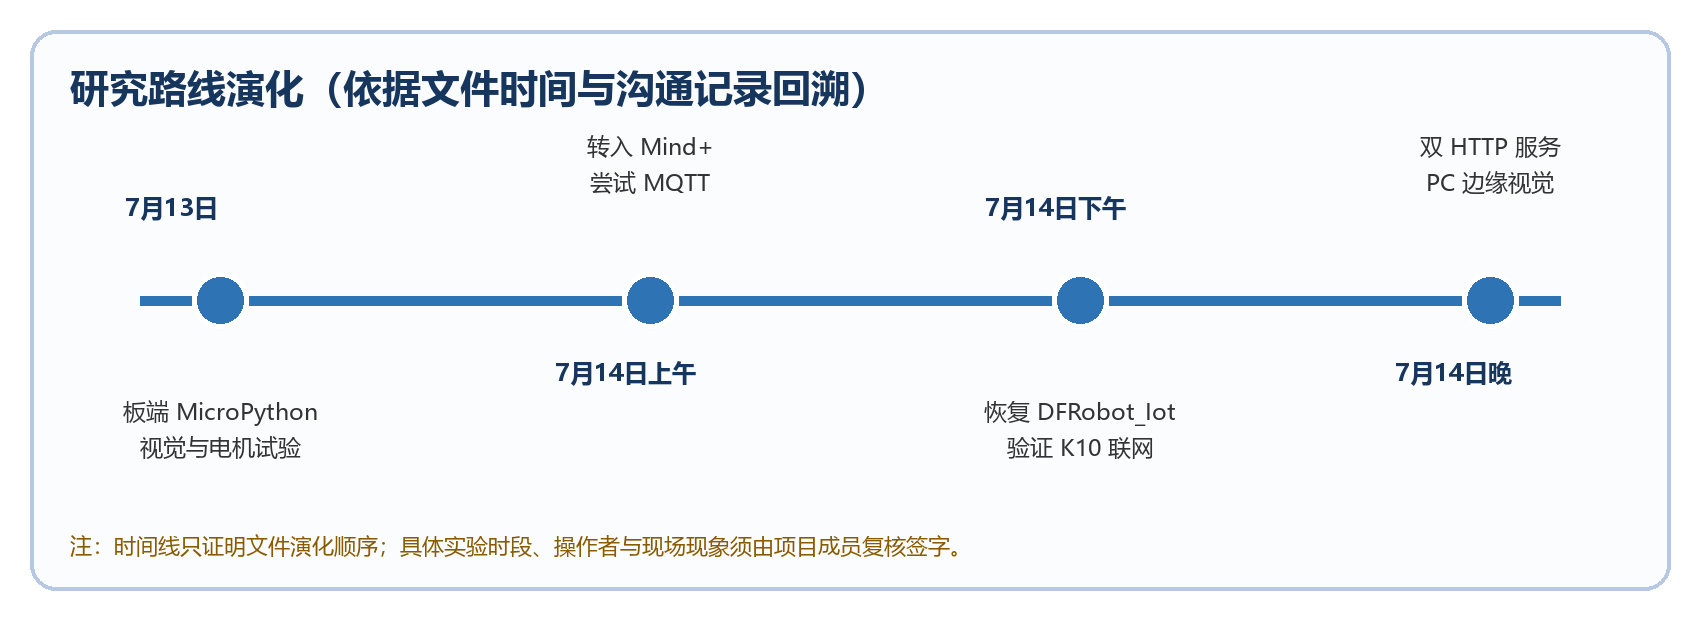 研究路线演化（依据文件时间与沟通记录回溯）
7月13日
板端 MicroPython
视觉与电机试验
转入 Mind+
尝试 MQTT
7月14日上午
7月14日下午
恢复 DFRobot_Iot
验证 K10 联网
双 HTTP 服务
PC 边缘视觉
7月14日晚
注：时间线只证明文件演化顺序；具体实验时段、操作者与现场现象须由项目成员复核签字。